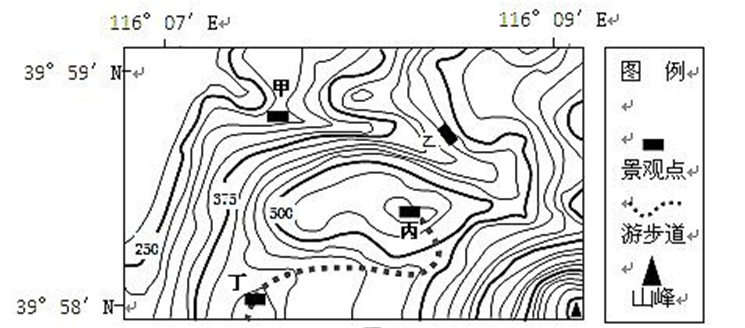 116° 07′ E↵ 116° 09′ E↵
39° 59′ N↵
甲
乙
375
500
丙
250
丁
39° 58′ N↵
图 例↵
↵
↵
景观点
↵
游步道
↵
山峰↵